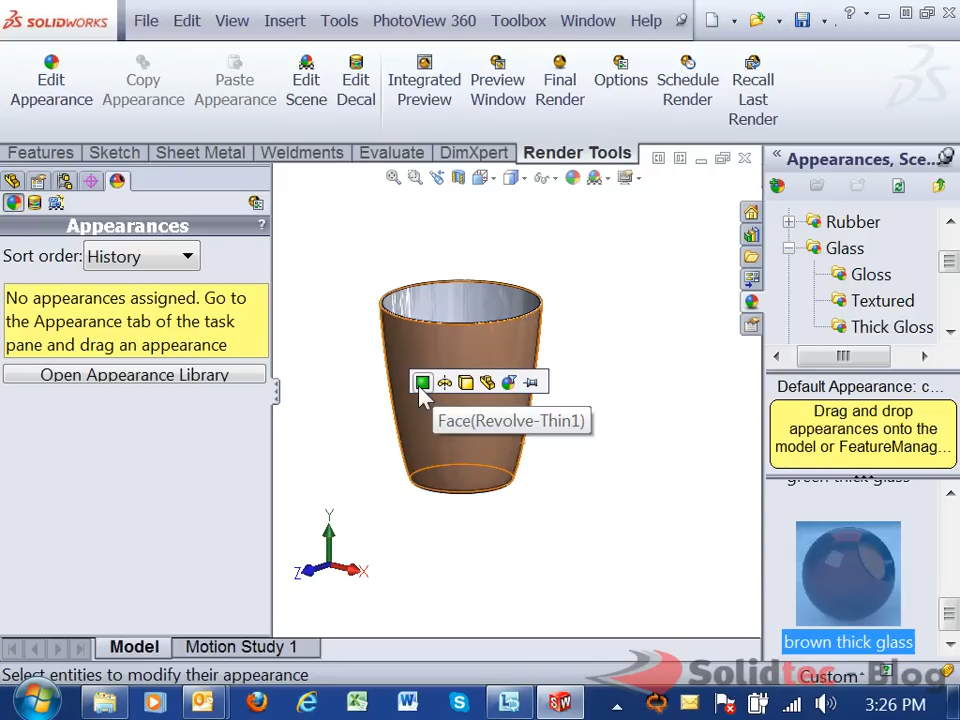 SOLIDWORKS
File Edit View Insert Tools PhotoView 360 Toolbox Window Help
Edit Appearance
Copy Appearance
Paste Appearance
Edit Scene
Edit Decal
Integrated Preview
Preview Window
Final Render
Options
Schedule Render
Recall Last Render
Features Sketch Sheet Metal Weldments Evaluate DimXpert Render Tools
Appearances
?
Sort order: History
No appearances assigned. Go to
the Appearance tab of the task
pane and drag an appearance
Open Appearance Library
Face(Revolve-Thin1)
Y
Z
X
Appearances, Sce...
Rubber
Glass
Gloss
Textured
Thick Gloss
Default Appearance: c...
Drag and drop
appearances onto the
model or FeatureManag...
green thick glass
brown thick glass
Model Motion Study 1
Select entities to modify their appearance
Custom
?
Solidtec Blog
3:26 PM